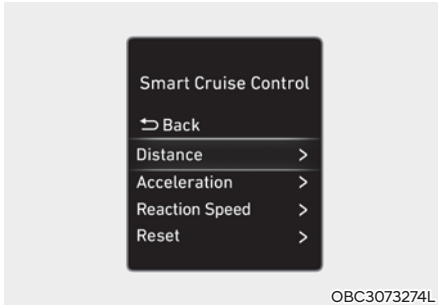 Smart Cruise Control
⮌ Back
Distance >
Acceleration >
Reaction Speed >
Reset >
OBC3073274L